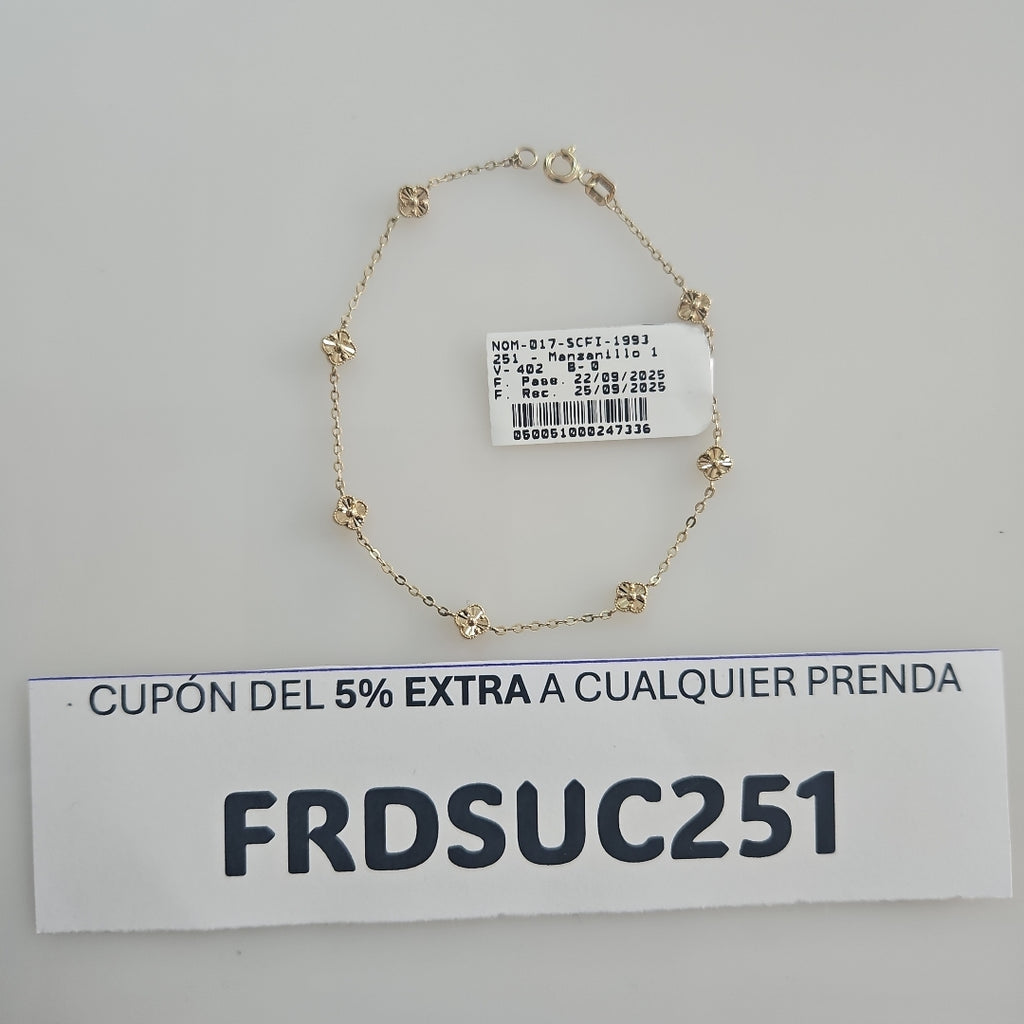 NOM-017-SCFI-1993
251 - Manzanillo 1
V- 402 B- 0
F. Pase. 22/09/2025
F. Rec. 25/09/2025
050051000247336
CUPÓN DEL 5% EXTRA A CUALQUIER PRENDA
FRDSUC251